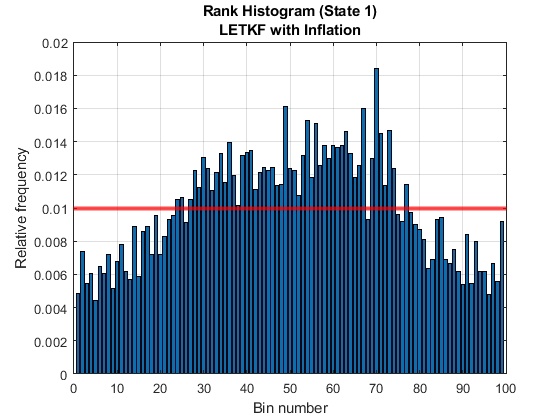 Rank Histogram (State 1)
LETKF with Inflation
0.02
0.018
0.016
0.014
0.012
0.01
0.008
0.006
0.004
0.002
0
Relative frequency
0 10 20 30 40 50 60 70 80 90 100
Bin number